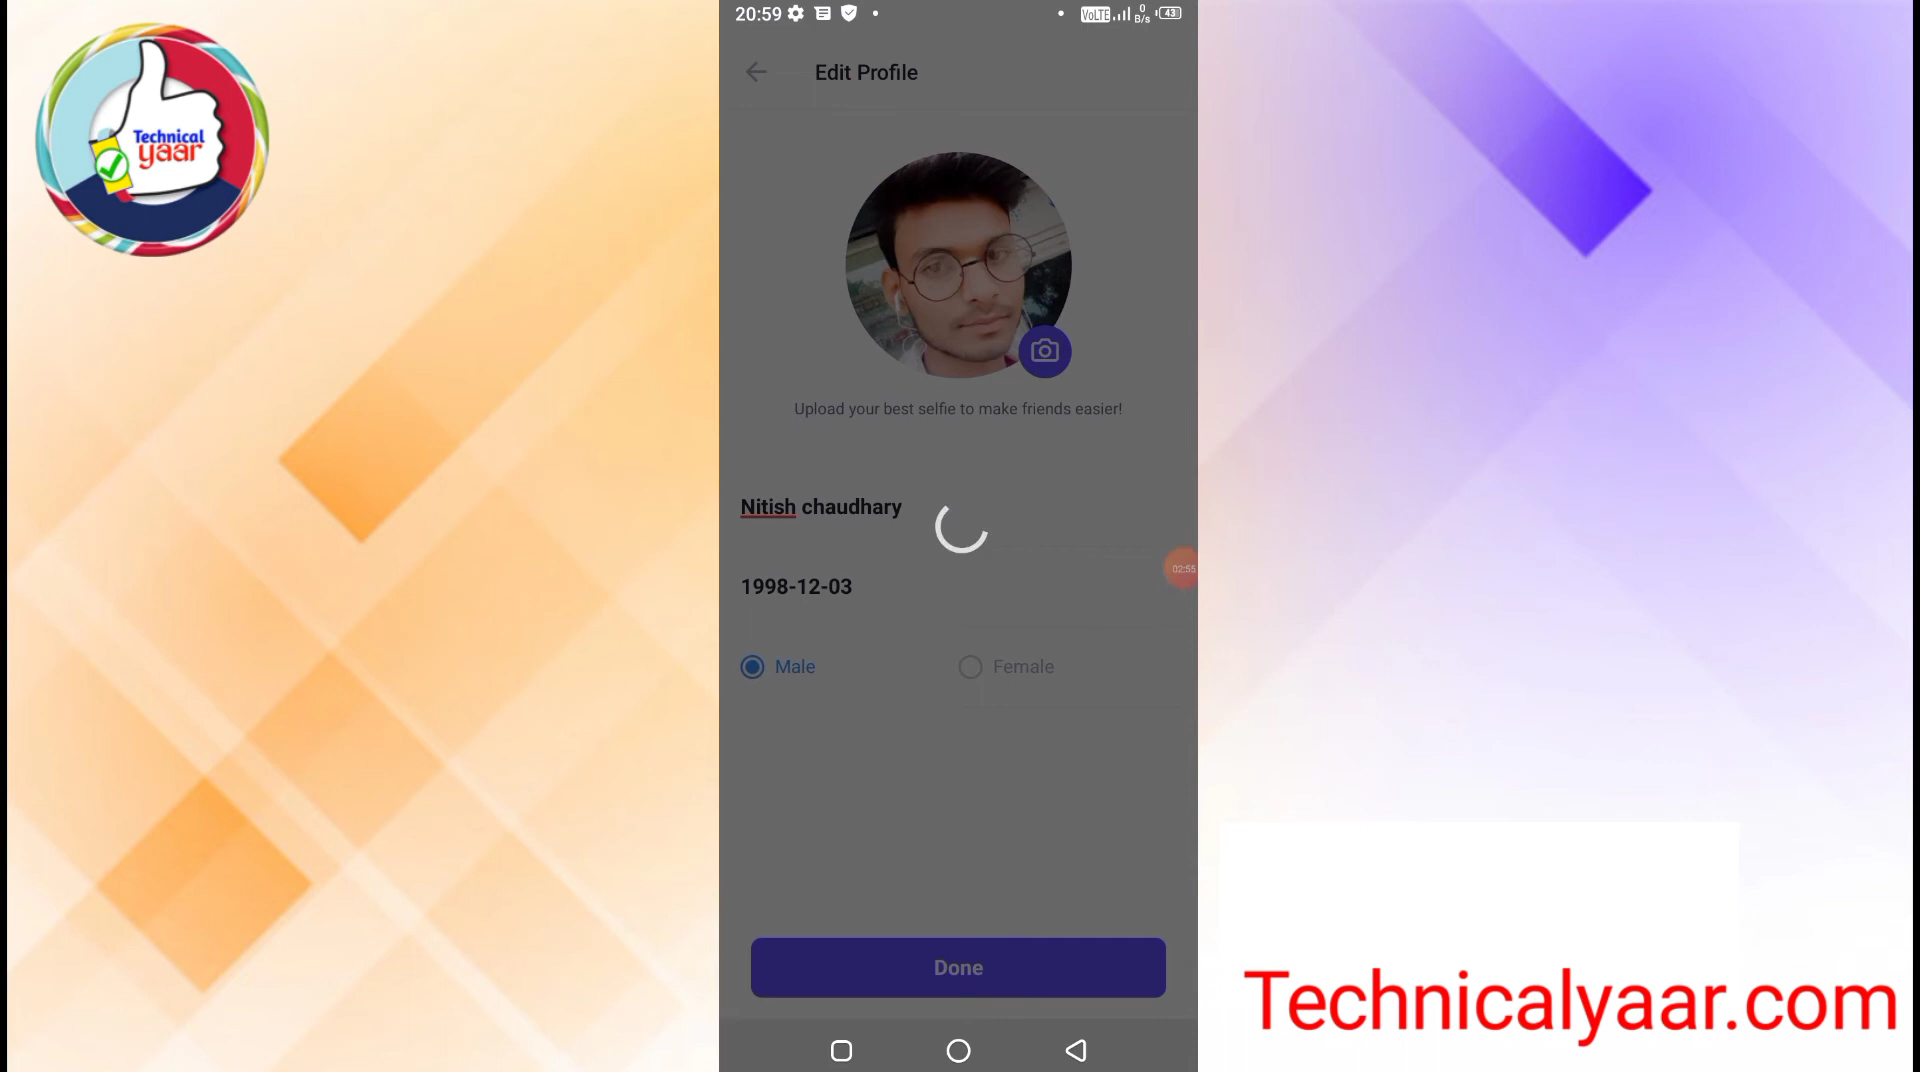 Technical
yaar
20:59
VoLTE
0
B/s
43
Edit Profile
Upload your best selfie to make friends easier!
Nitish chaudhary
02:55
1998-12-03
Male
Female
Done
Technicalyaar.com